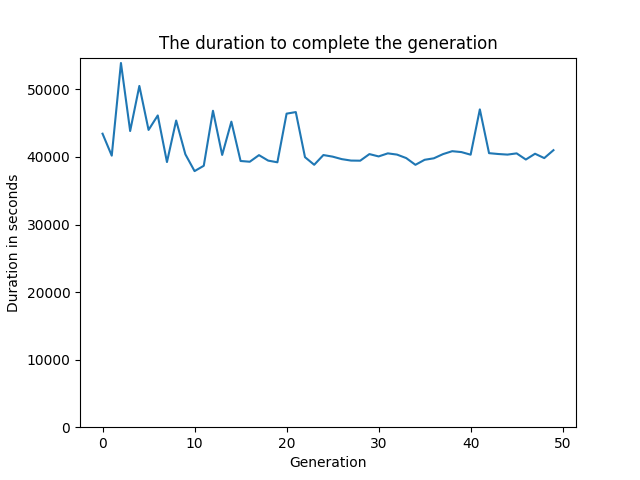 The duration to complete the generation
50000
40000
30000
20000
10000
0
Duration in seconds
0 10 20 30 40 50
Generation